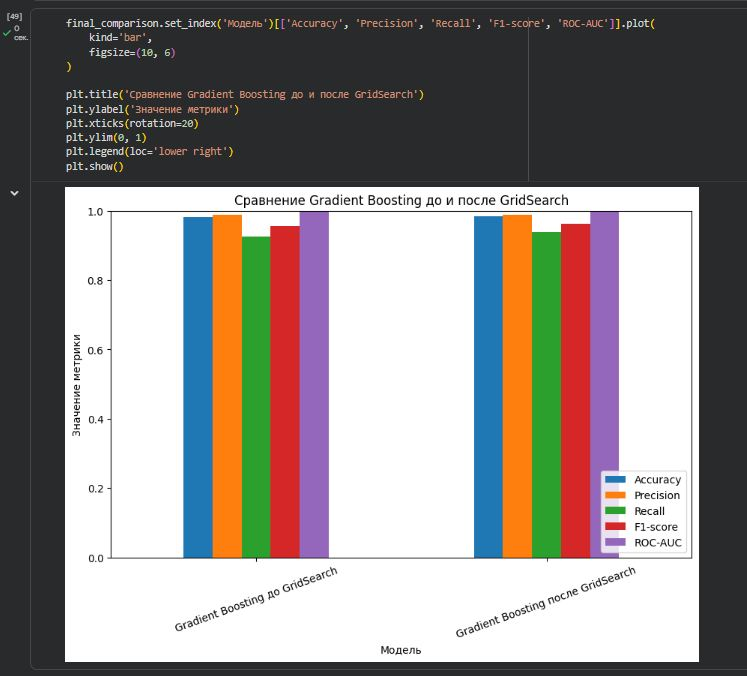 [49]
0
сек.
final_comparison.set_index('Модель')[['Accuracy', 'Precision', 'Recall', 'F1-score', 'ROC-AUC']].plot(
    kind='bar',
    figsize=(10, 6)
)
plt.title('Сравнение Gradient Boosting до и после GridSearch')
plt.ylabel('Значение метрики')
plt.xticks(rotation=20)
plt.ylim(0, 1)
plt.legend(loc='lower right')
plt.show()
Сравнение Gradient Boosting до и после GridSearch
Значение метрики
1.0
0.8
0.6
0.4
0.2
0.0
Accuracy
Precision
Recall
F1-score
ROC-AUC
Gradient Boosting до GridSearch
Gradient Boosting после GridSearch
Модель